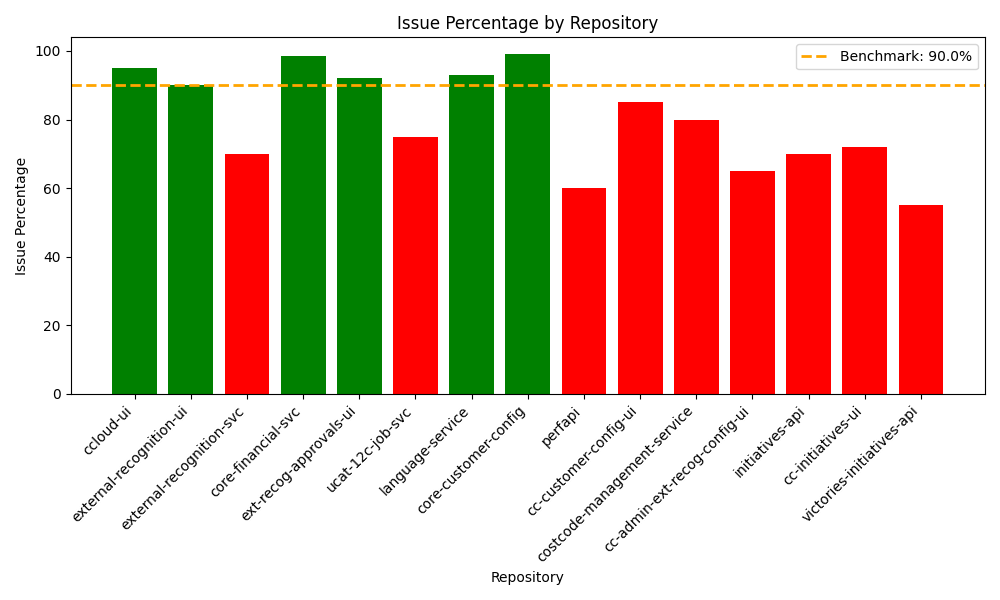 Issue Percentage by Repository
Benchmark: 90.0%
Issue Percentage
100
80
60
40
20
0
ccloud-ui
external-recognition-ui
external-recognition-svc
core-financial-svc
ext-recog-approvals-ui
ucat-12c-job-svc
language-service
core-customer-config
perfapi
cc-customer-config-ui
costcode-management-service
cc-admin-ext-recog-config-ui
initiatives-api
cc-initiatives-ui
victories-initiatives-api
Repository